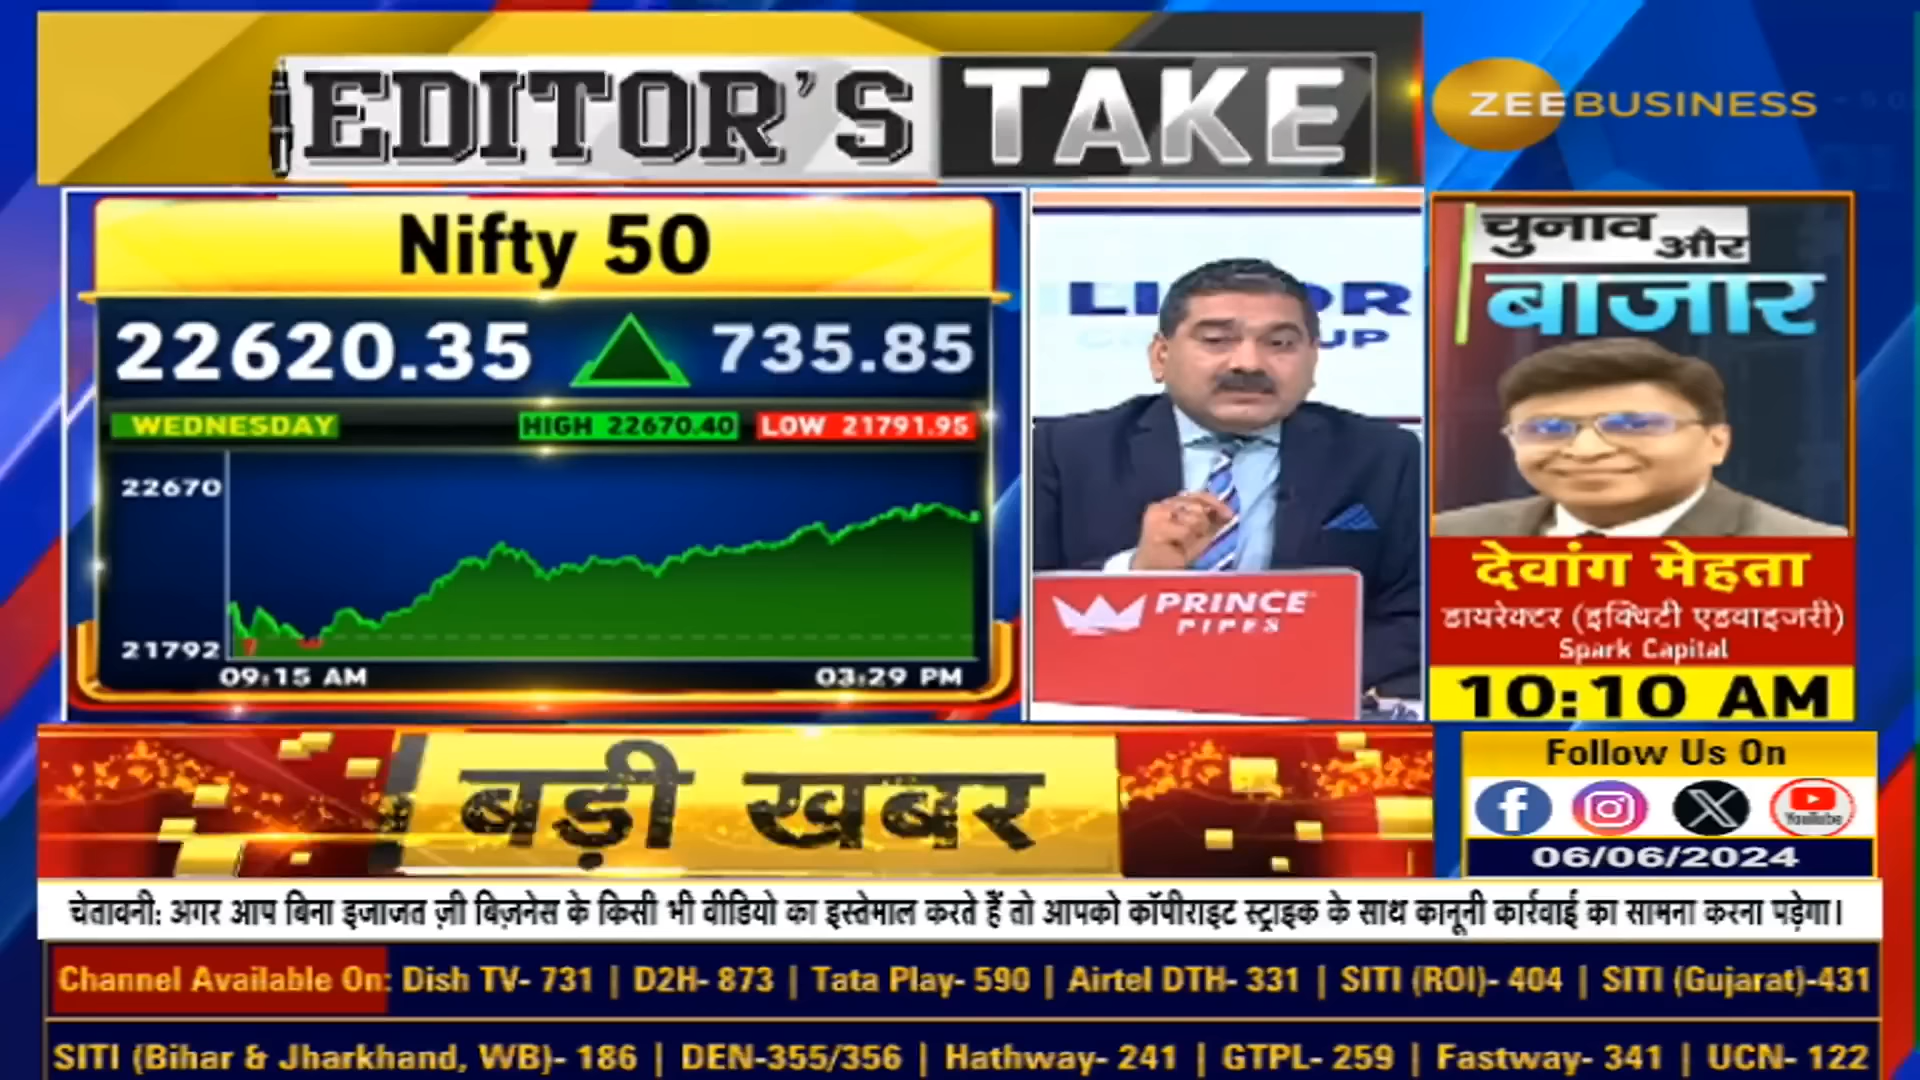 EDITOR'S TAKE
ZEEBUSINESS
Nifty 50
22620.35 735.85
WEDNESDAY HIGH 22670.40 LOW 21791.95
22670
21792
09:15 AM 03:29 PM
PRINCE
PIPES
चुनाव और
बाजार
देवांग मेहता
डायरेक्टर (इक्विटी एडवाइजरी)
Spark Capital
10:10 AM
बड़ी खबर
Follow Us On
YouTube
06/06/2024
चेतावनी: अगर आप बिना इजाजत ज़ी बिज़नेस के किसी भी वीडियो का इस्तेमाल करते हैं तो आपको कॉपीराइट स्ट्राइक के साथ कानूनी कार्रवाई का सामना करना पड़ेगा।
Channel Available On: Dish TV- 731 | D2H- 873 | Tata Play- 590 | Airtel DTH- 331 | SITI (ROI)- 404 | SITI (Gujarat)-431
SITI (Bihar & Jharkhand, WB)- 186 | DEN-355/356 | Hathway- 241 | GTPL- 259 | Fastway- 341 | UCN- 122